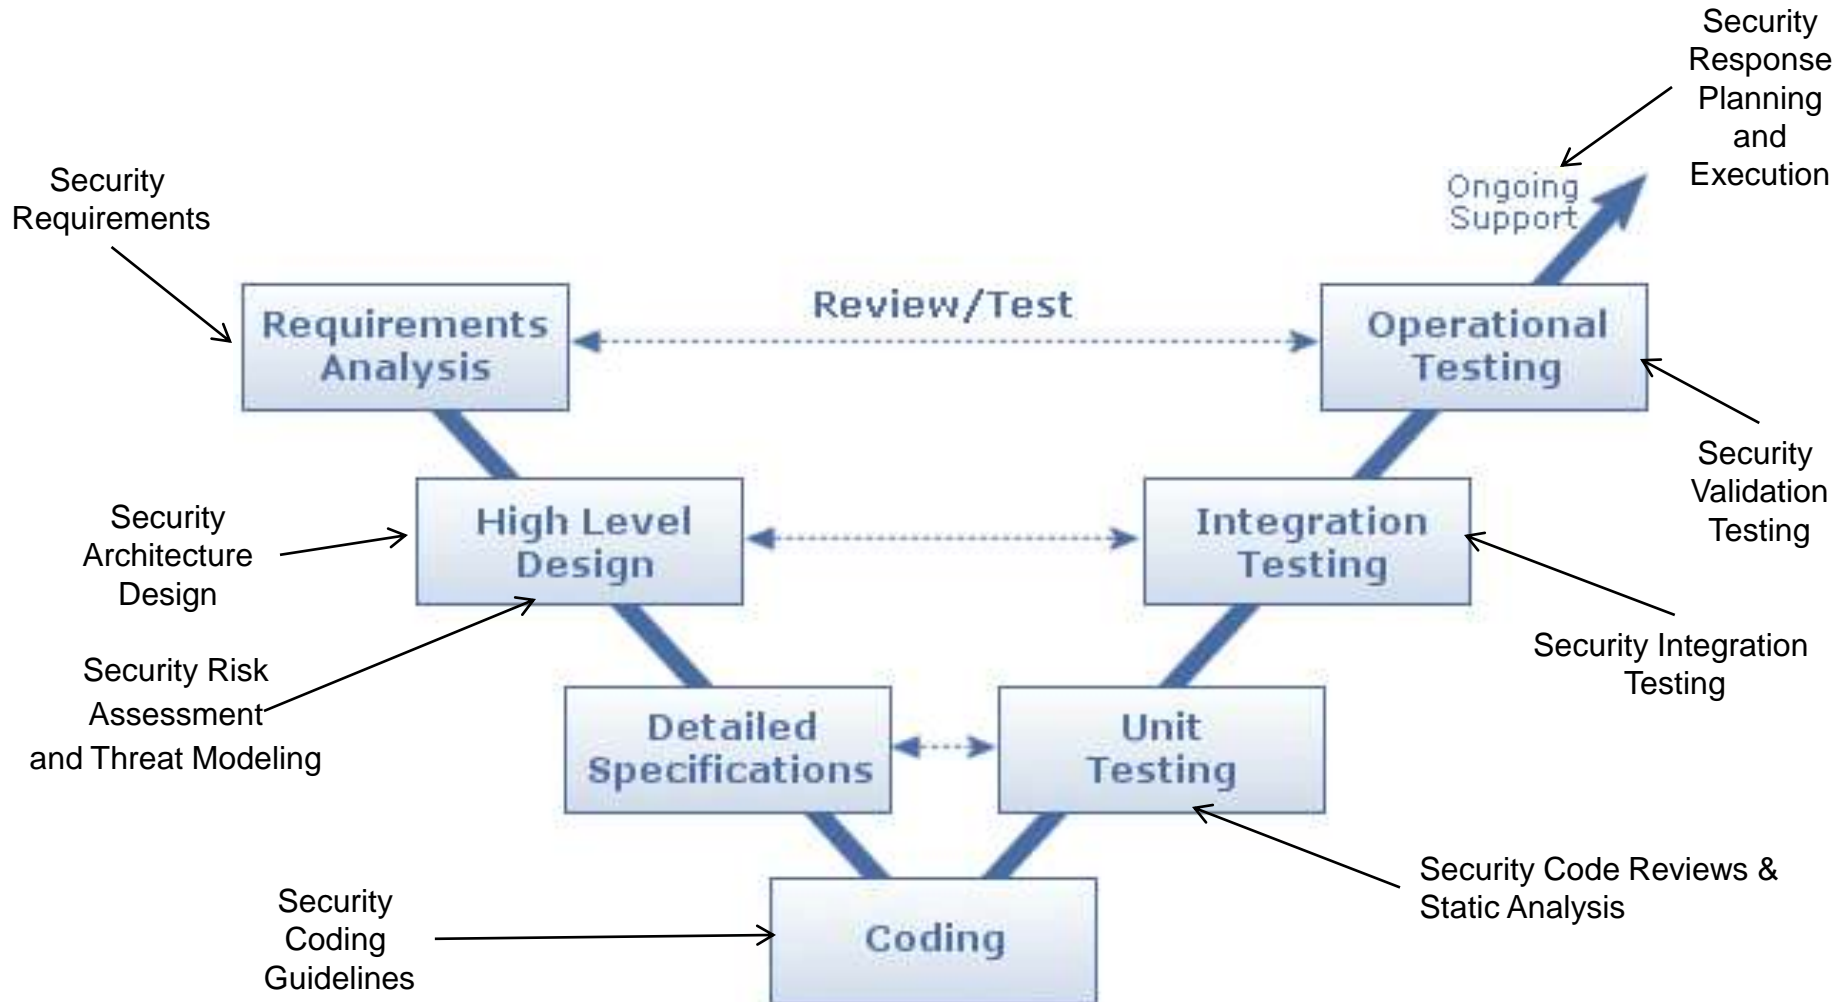 Security
Response
Planning
and
Execution
Security
Requirements
Ongoing
Support
Requirements
Analysis
Review/Test
Operational
Testing
Security
Validation
Testing
Security
Architecture
Design
High Level
Design
Integration
Testing
Security Risk
Assessment
and Threat Modeling
Security Integration
Testing
Detailed
Specifications
Unit
Testing
Security Code Reviews &
Static Analysis
Security
Coding
Guidelines
Coding